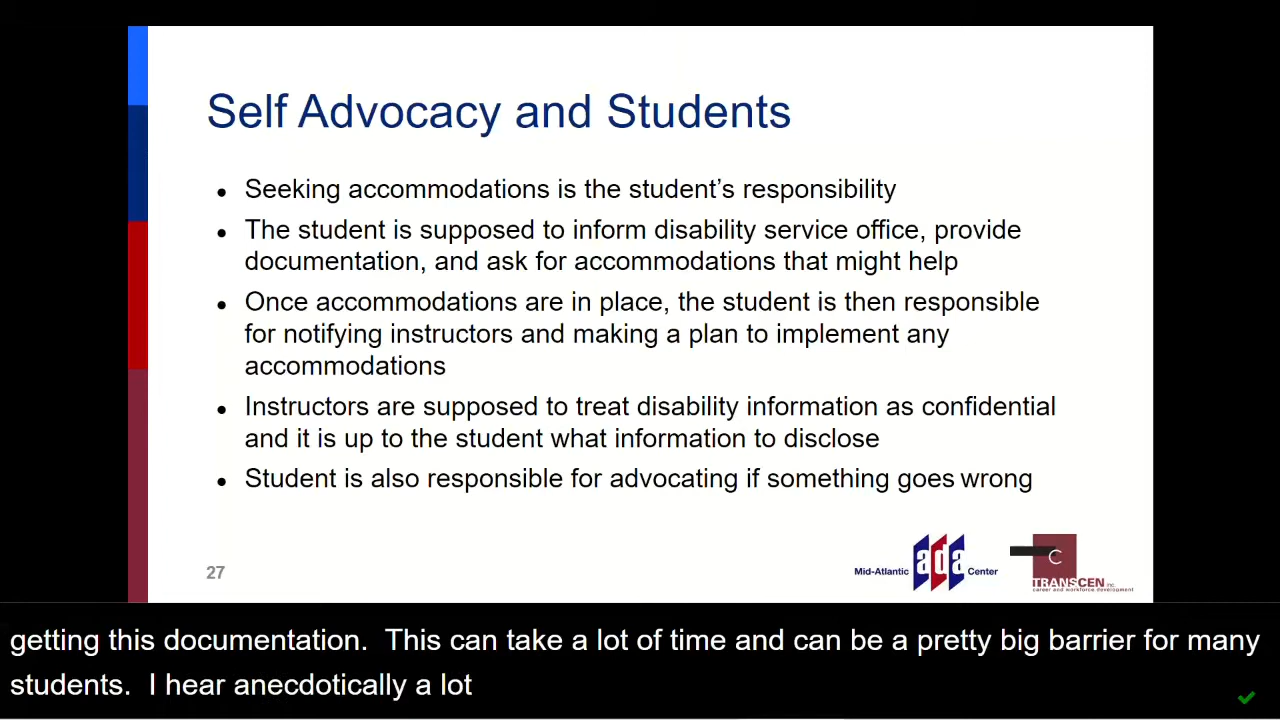 Self Advocacy and Students
• Seeking accommodations is the student's responsibility
• The student is supposed to inform disability service office, provide
documentation, and ask for accommodations that might help
• Once accommodations are in place, the student is then responsible
for notifying instructors and making a plan to implement any
accommodations
• Instructors are supposed to treat disability information as confidential
and it is up to the student what information to disclose
• Student is also responsible for advocating if something goes wrong
27
Mid-Atlantic ada Center
C
TRANSCEN inc.
career and workforce development
getting this documentation.  This can take a lot of time and can be a pretty big barrier for many
students.  I hear anecdotically a lot